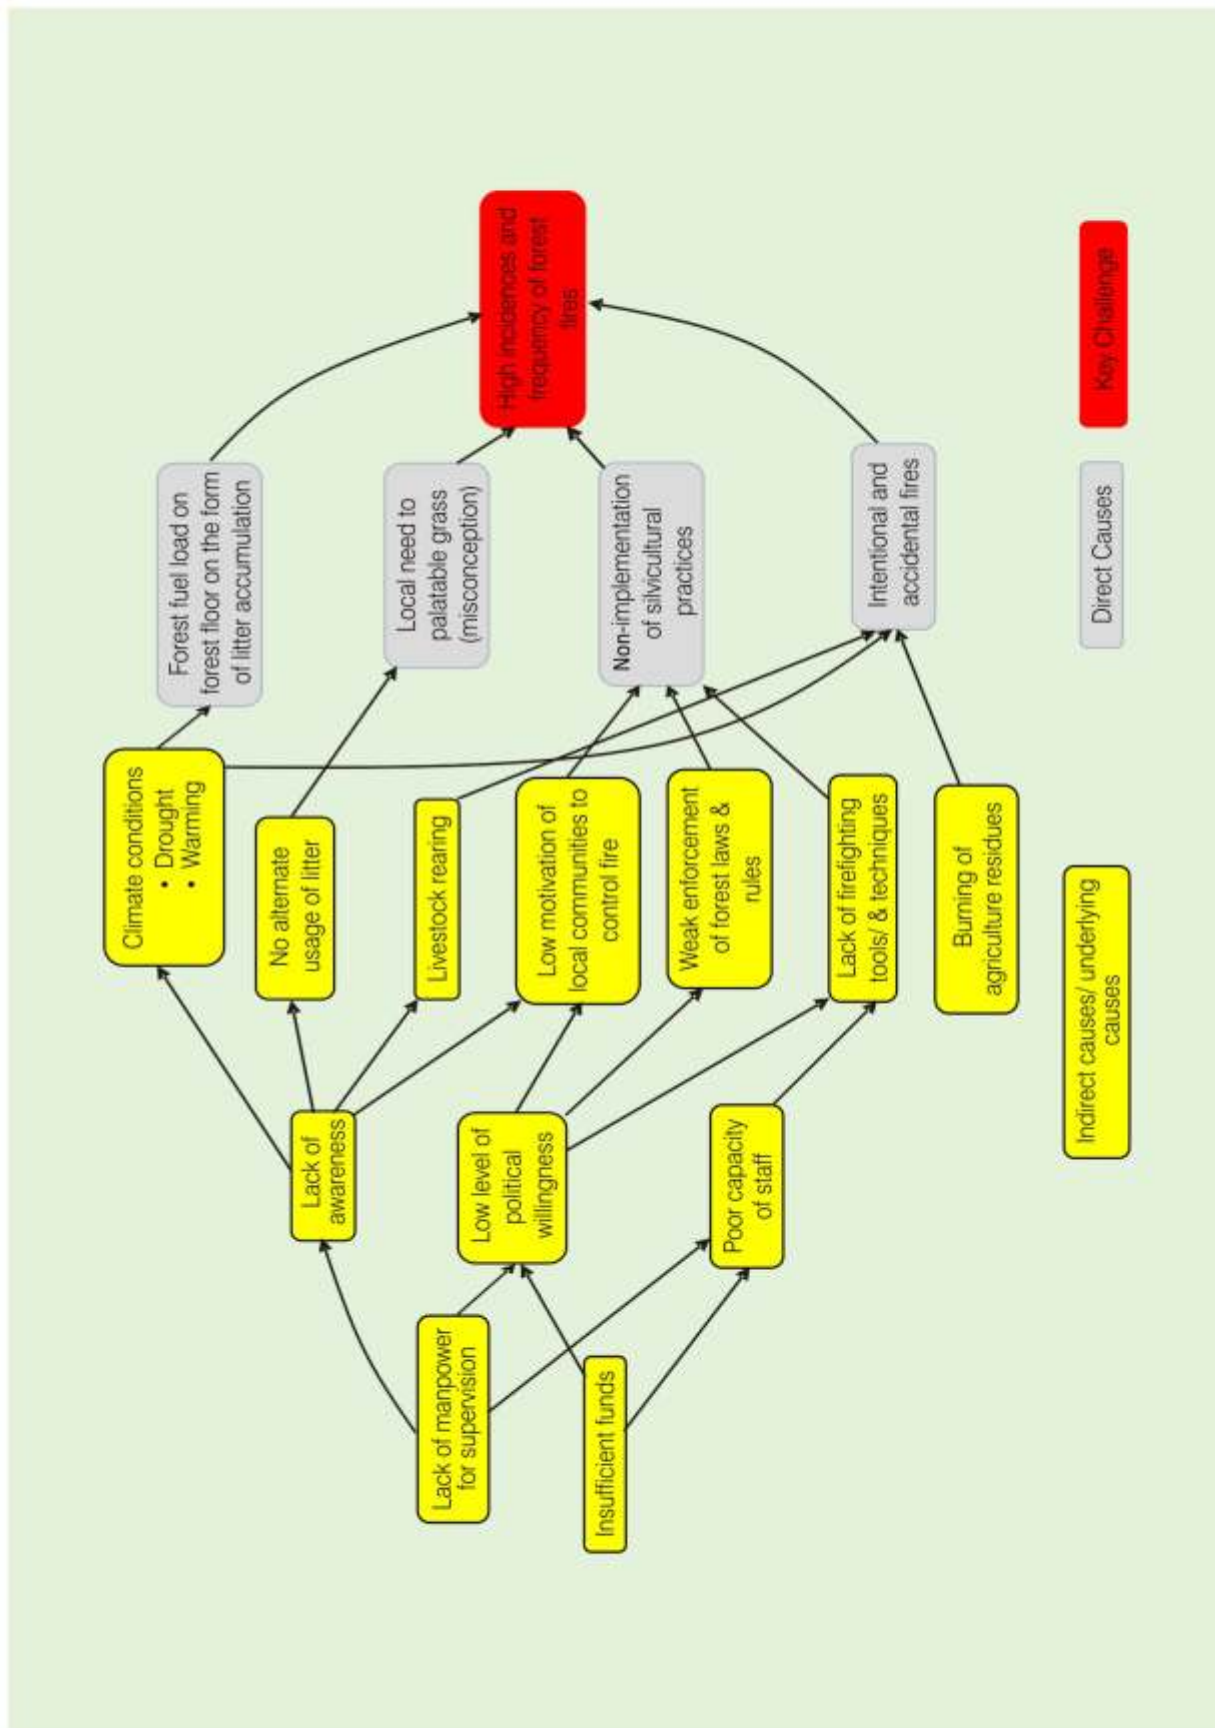 Lack of manpower
for supervision
Insufficient funds
Lack of
awareness
Low level of
political
willingness
Poor capacity
of staff
Climate conditions
• Drought
• Warming
No alternate
usage of litter
Livestock rearing
Low motivation of
local communities to
control fire
Weak enforcement
of forest laws &
rules
Lack of firefighting
tools/ & techniques
Burning of
agriculture residues
Forest fuel load on
forest floor on the form
of litter accumulation
Local need to
palatable grass
(misconception)
Non-implementation
of silvicultural
practices
Intentional and
accidental fires
High incidences and
frequency of forest
fires
Indirect causes/ underlying
causes
Direct Causes
Key Challenge